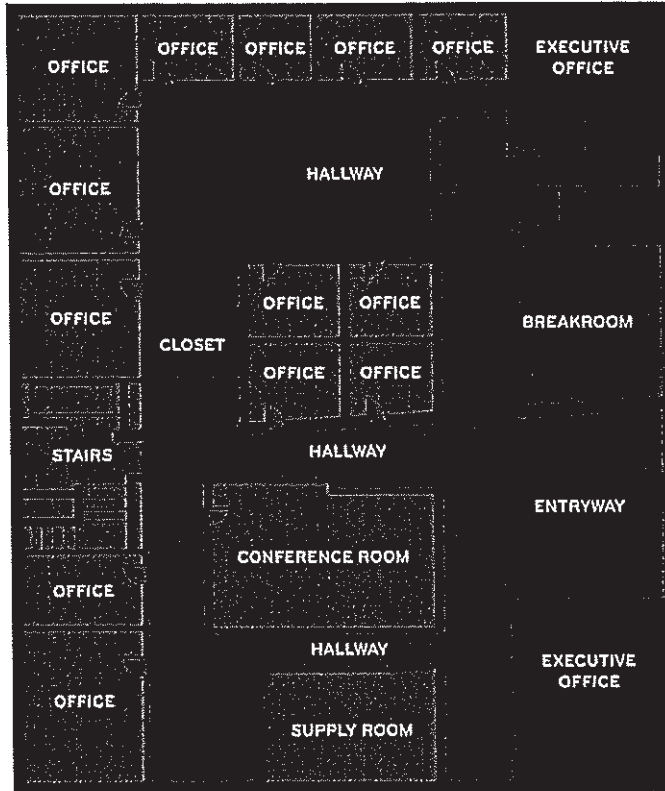 OFFICE
OFFICE
OFFICE
OFFICE
OFFICE
EXECUTIVE
OFFICE
HALLWAY
OFFICE
OFFICE
OFFICE
OFFICE
BREAKROOM
CLOSET
OFFICE
OFFICE
HALLWAY
STAIRS
ENTRYWAY
CONFERENCE ROOM
OFFICE
HALLWAY
EXECUTIVE
OFFICE
OFFICE
SUPPLY ROOM